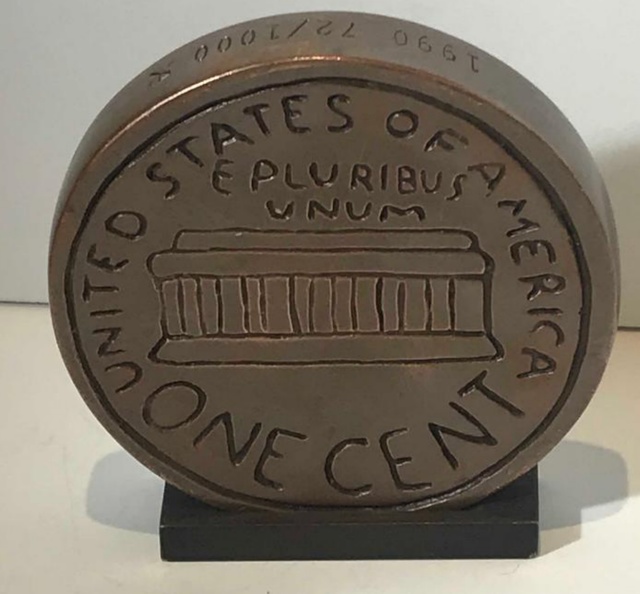 1990 72/1000
UNITED STATES OF AMERICA
E PLURIBUS
UNUM
ONE CENT